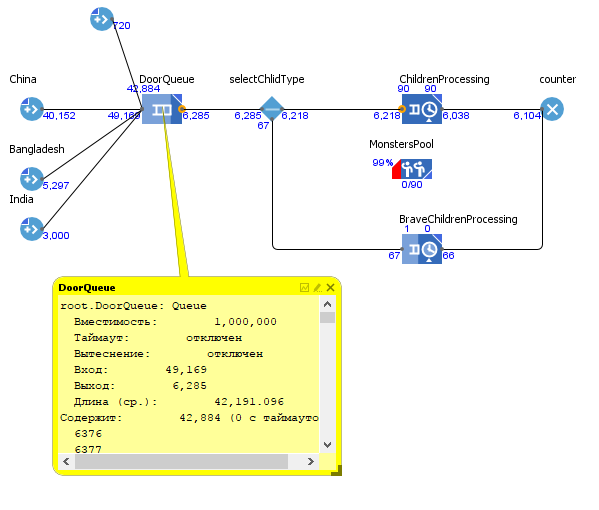 720
China
DoorQueue
selectChlidType
ChildrenProcessing
counter
42,884
90 90
40,152
49,169
6,285
6,285
6,218
6,218
6,038
6,104
67
Bangladesh
MonstersPool
99%
5,297
0/90
India
BraveChildrenProcessing
3,000
1 0
67
66
DoorQueue
root.DoorQueue: Queue
Вместимость: 1,000,000
Таймаут: отключен
Вытеснение: отключен
Вход: 49,169
Выход: 6,285
Длина (ср.): 42,191.096
Содержит: 42,884 (0 с таймауто
6376
6377